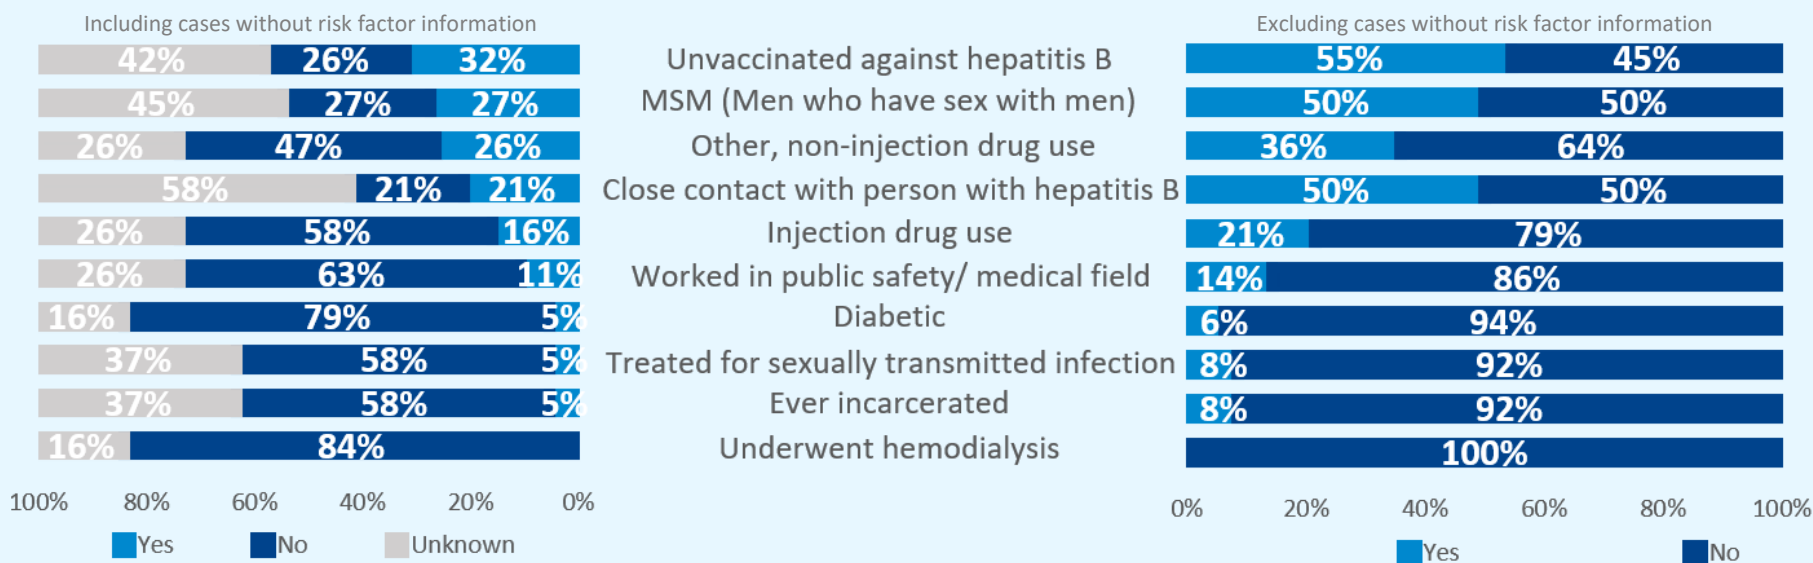 Including cases without risk factor information
Excluding cases without risk factor information
42% 26% 32% Unvaccinated against hepatitis B 55% 45%
45% 27% 27% MSM (Men who have sex with men) 50% 50%
26% 47% 26% Other, non-injection drug use 36% 64%
58% 21% 21% Close contact with person with hepatitis B 50% 50%
26% 58% 16% Injection drug use 21% 79%
26% 63% 11% Worked in public safety/ medical field 14% 86%
16% 79% 5% Diabetic 6% 94%
37% 58% 5% Treated for sexually transmitted infection 8% 92%
37% 58% 5% Ever incarcerated 8% 92%
16% 84% Underwent hemodialysis 100%
100% 80% 60% 40% 20% 0%
0% 20% 40% 60% 80% 100%
Yes No Unknown
Yes No